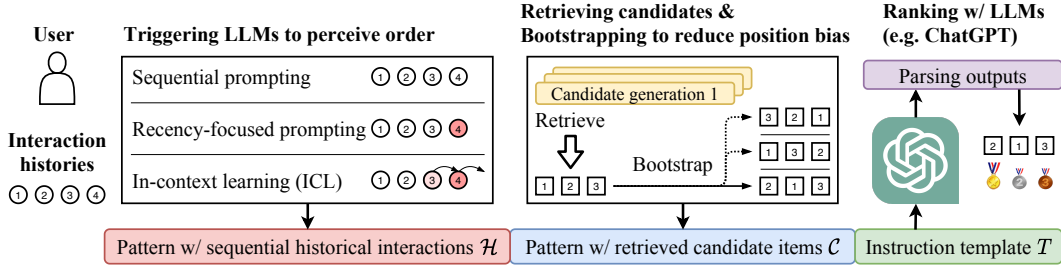 User
Interaction
histories
1 2 3 4
Triggering LLMs to perceive order
Sequential prompting 1 2 3 4
Recency-focused prompting 1 2 3 4
In-context learning (ICL) 1 2 3 4
Pattern w/ sequential historical interactions ℋ
Retrieving candidates &
Bootstrapping to reduce position bias
Candidate generation 1
Retrieve
Bootstrap
1 2 3
3 2 1
1 3 2
2 1 3
Pattern w/ retrieved candidate items 𝒞
Ranking w/ LLMs
(e.g. ChatGPT)
Parsing outputs
2 1 3
1 2 3
Instruction template T